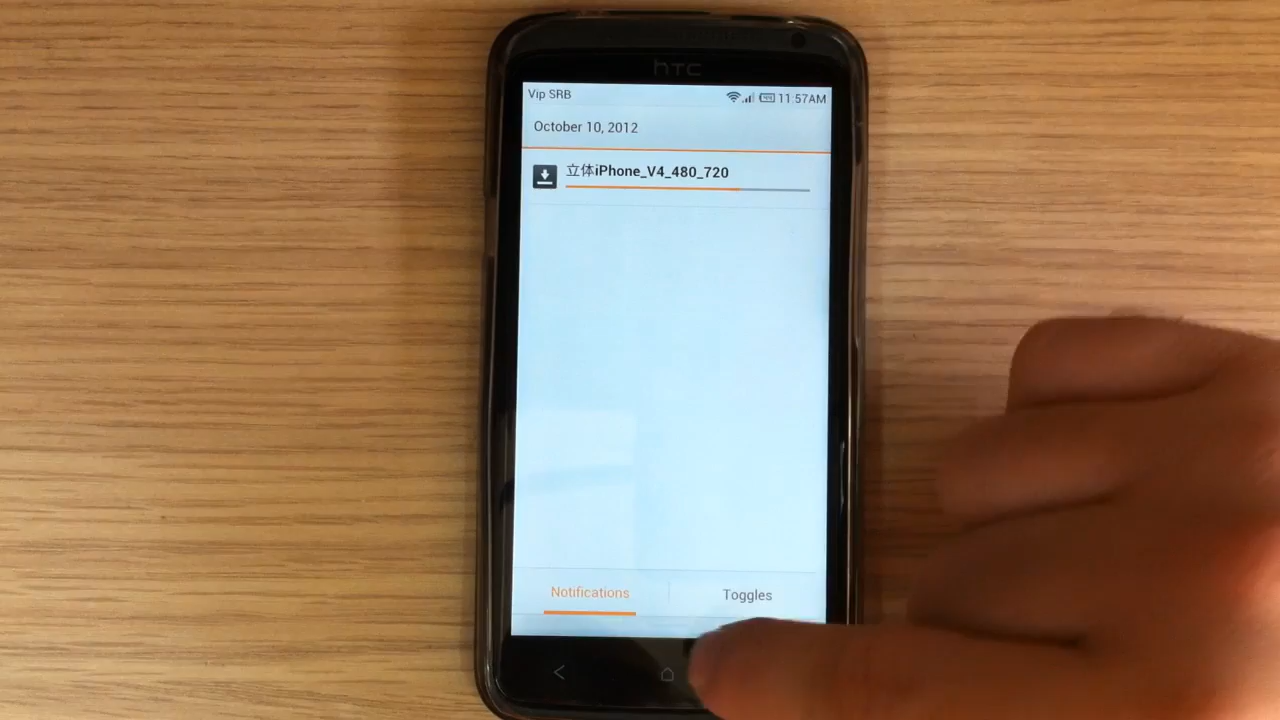 hTC
Vip SRB
11:57AM
October 10, 2012
立体iPhone_V4_480_720
Notifications
Toggles